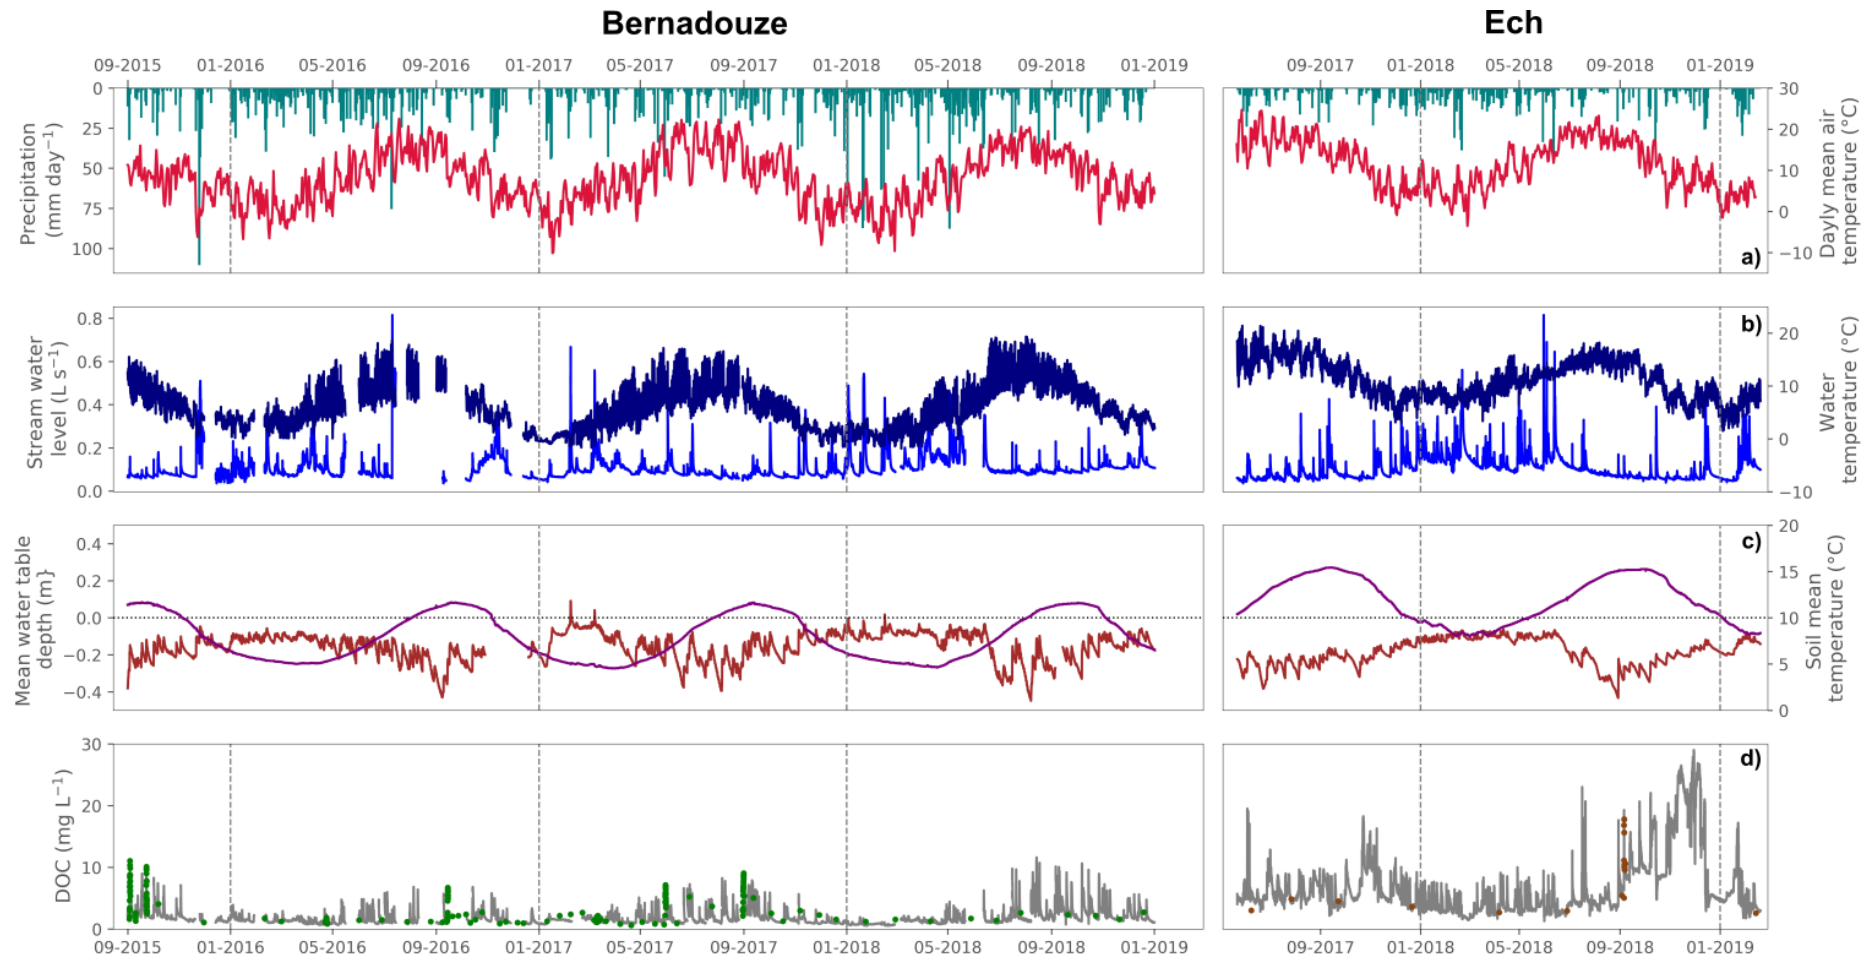 Bernadouze Ech
09-2015 01-2016 05-2016 09-2016 01-2017 05-2017 09-2017 01-2018 05-2018 09-2018 01-2019 09-2017 01-2018 05-2018 09-2018 01-2019
Precipitation
(mm day⁻¹)
0
25
50
75
100
30
20
10
0
−10
Dayly mean air
temperature (°C)
a)
Stream water
level (L s⁻¹)
0.8
0.6
0.4
0.2
0.0
20
10
0
−10
Water
temperature (°C)
b)
Mean water table
depth (m}
0.4
0.2
0.0
−0.2
−0.4
20
15
10
5
0
Soil mean
temperature (°C)
c)
DOC (mg L⁻¹)
30
20
10
0
d)
09-2015 01-2016 05-2016 09-2016 01-2017 05-2017 09-2017 01-2018 05-2018 09-2018 01-2019 09-2017 01-2018 05-2018 09-2018 01-2019